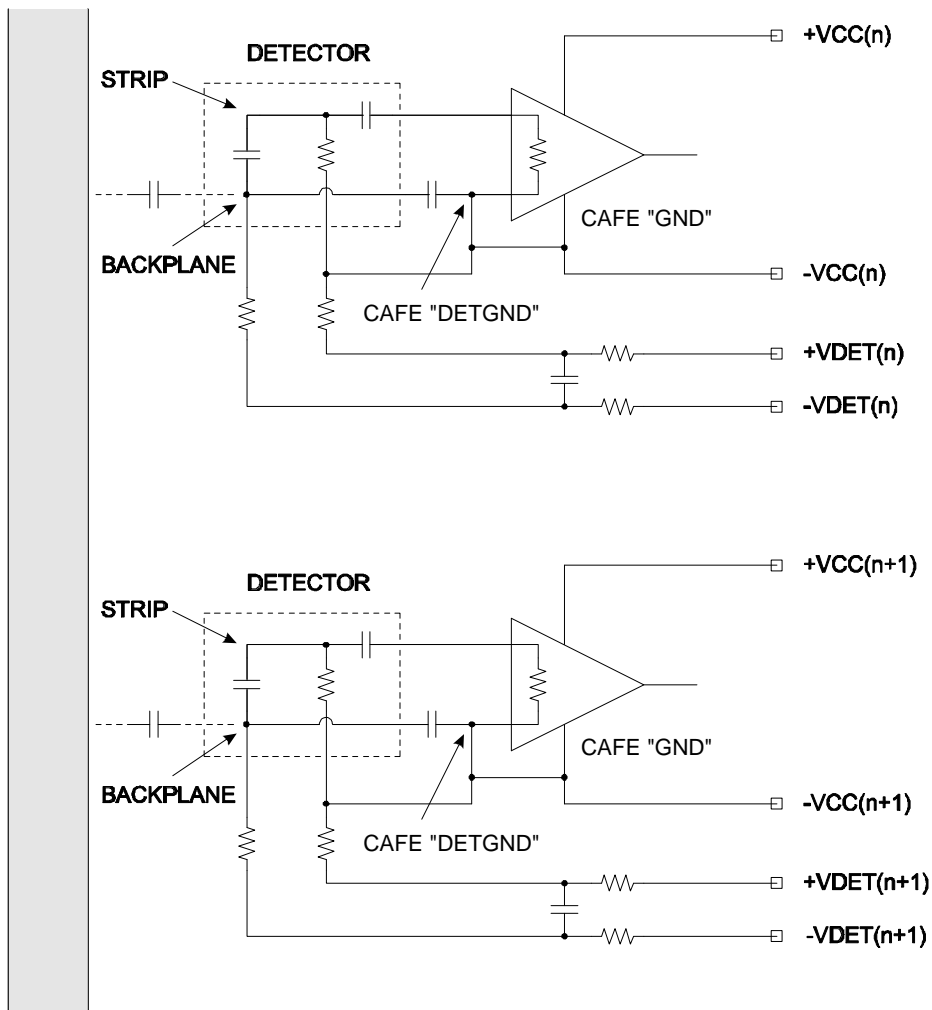 +VCC(n)
DETECTOR
STRIP
CAFE "GND"
BACKPLANE
-VCC(n)
CAFE "DETGND"
+VDET(n)
-VDET(n)
+VCC(n+1)
DETECTOR
STRIP
CAFE "GND"
BACKPLANE
-VCC(n+1)
CAFE "DETGND"
+VDET(n+1)
-VDET(n+1)